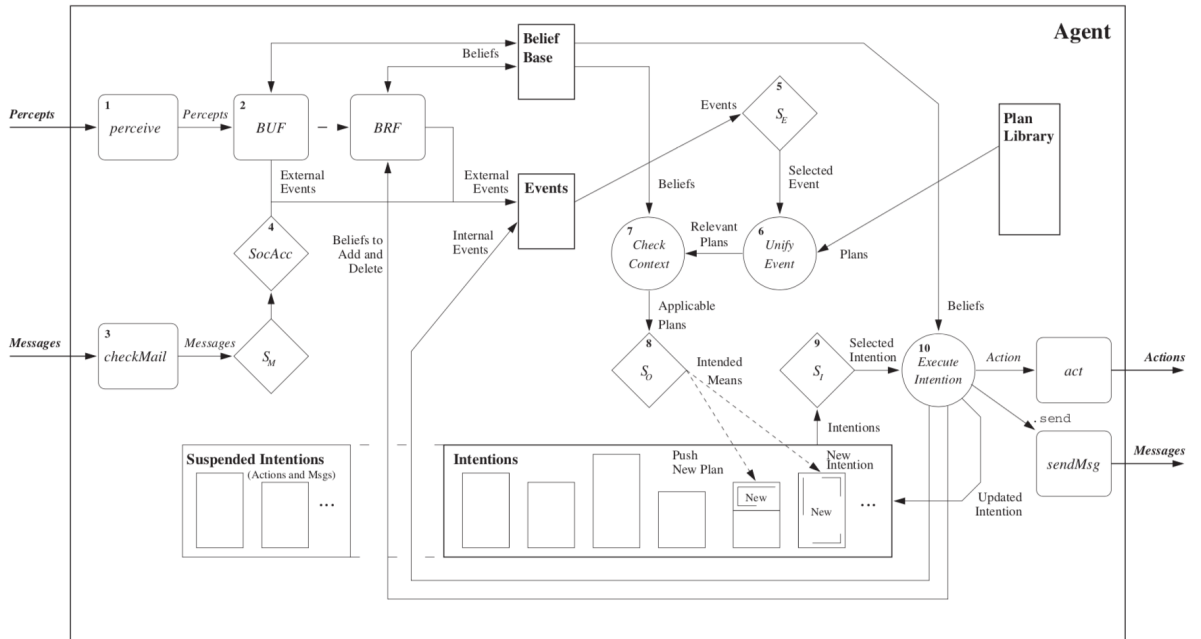 Agent
Belief
Base
Beliefs
5
S_E
Events
Plan
Library
Percepts
1
perceive
Percepts
2
BUF
BRF
External
Events
External
Events
Events
Selected
Event
Beliefs
4
SocAcc
Beliefs to
Add and
Delete
Internal
Events
7
Check
Context
Relevant
Plans
6
Unify
Event
Plans
Applicable
Plans
Beliefs
Messages
3
checkMail
Messages
S_M
8
S_O
Intended
Means
9
S_I
Selected
Intention
10
Execute
Intention
Action
act
Actions
.send
Intentions
Suspended Intentions
(Actions and Msgs)
...
Intentions
Push
New Plan
New
New
Intention
New
...
Updated
Intention
sendMsg
Messages